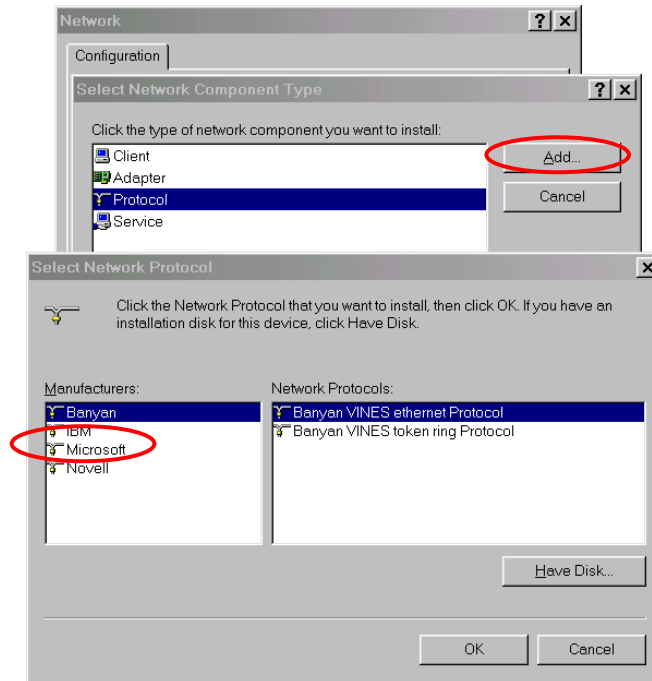 Network
Configuration
Select Network Component Type
Click the type of network component you want to install:
Client
Adapter
Protocol
Service
Add...
Cancel
Select Network Protocol
Click the Network Protocol that you want to install, then click OK. If you have an
installation disk for this device, click Have Disk.
Manufacturers:
Banyan
IBM
Microsoft
Novell
Network Protocols:
Banyan VINES ethernet Protocol
Banyan VINES token ring Protocol
Have Disk...
OK
Cancel